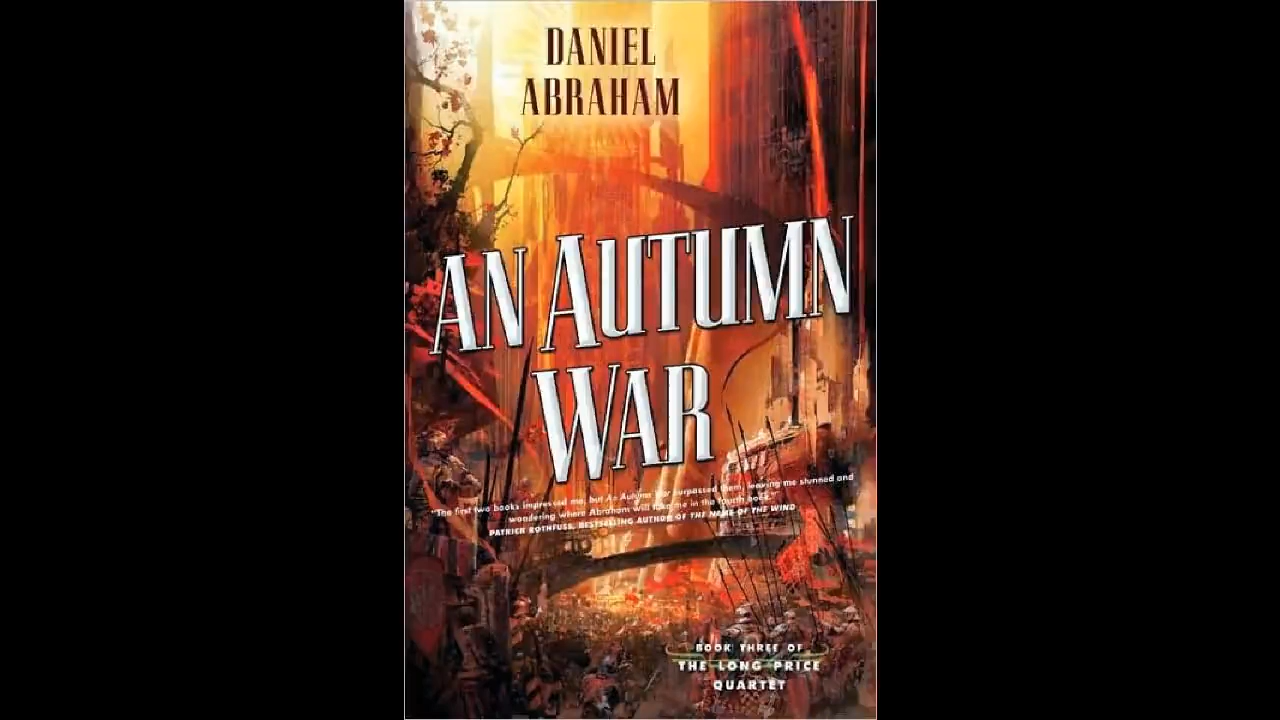 DANIEL
ABRAHAM
AN AUTUMN
WAR
"The first two books impressed me, but An Autumn War surpassed them, leaving me stunned and
wondering where Abraham will take me in the fourth book."
PATRICK ROTHFUSS, BESTSELLING AUTHOR OF THE NAME OF THE WIND
BOOK THREE OF
THE LONG PRICE
QUARTET